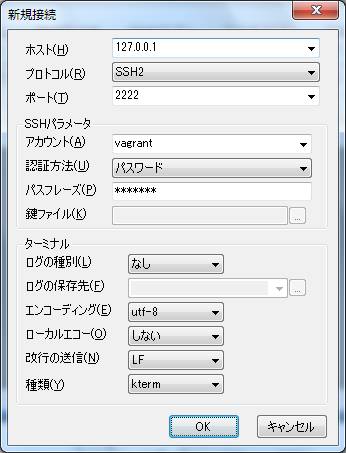 新規接続
ホスト(H) 127.0.0.1
プロトコル(R) SSH2
ポート(T) 2222
SSHパラメータ
アカウント(A) vagrant
認証方法(U) パスワード
パスフレーズ(P) *******
鍵ファイル(K) ...
ターミナル
ログの種別(L) なし
ログの保存先(F) ...
エンコーディング(E) utf-8
ローカルエコー(O) しない
改行の送信(N) LF
種類(Y) kterm
OK キャンセル